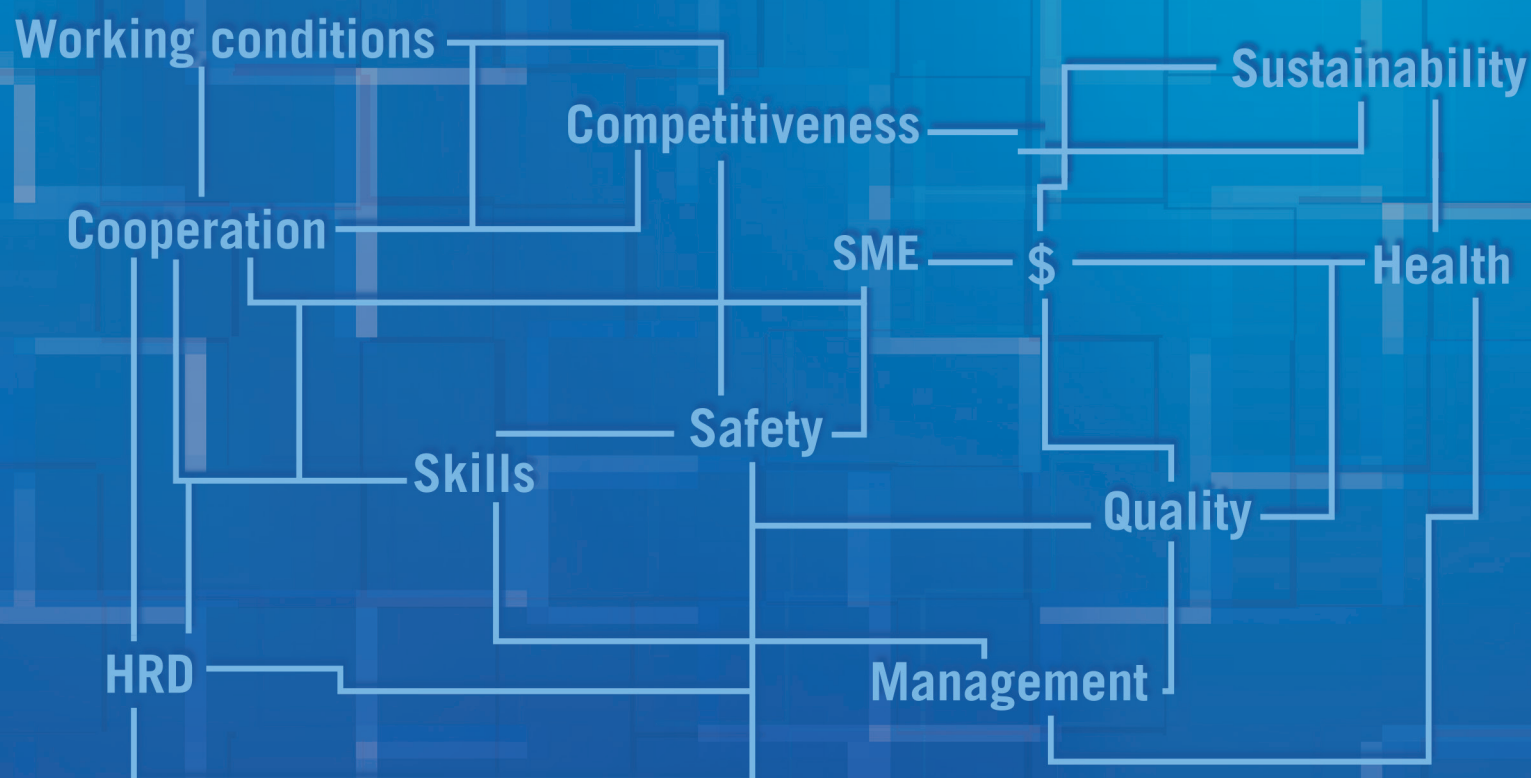 Working conditions
Sustainability
Competitiveness
Cooperation
SME
$
Health
Safety
Skills
Quality
HRD
Management